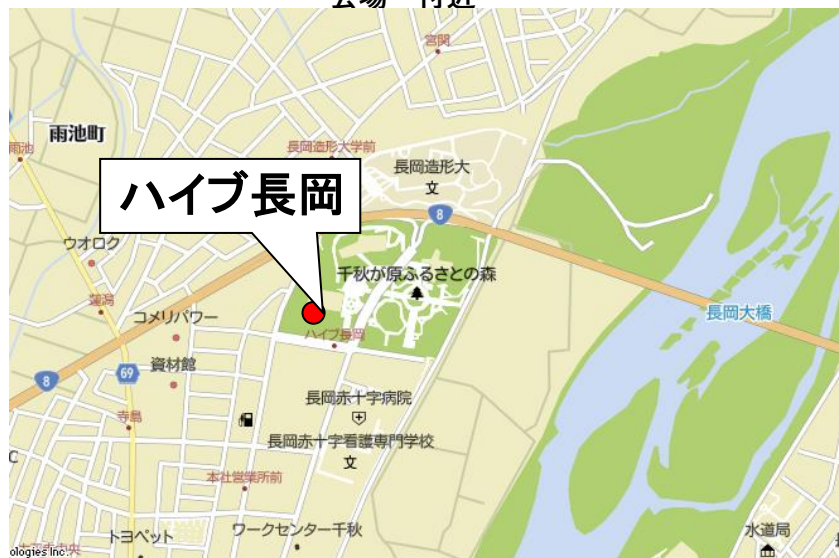 会場 付近
宮関
雨池町
雨池
長岡造形大学前
長岡造形大
文
ハイブ長岡
8
ウオロク
千秋が原ふるさとの森
蓮潟
コメリパワー
ハイブ長岡
長岡大橋
資材館
69
8
長岡赤十字病院
寺島
長岡赤十字看護専門学校
文
C
本社営業所前
トヨペット
ワークセンター千秋
水道局
ologies Inc.